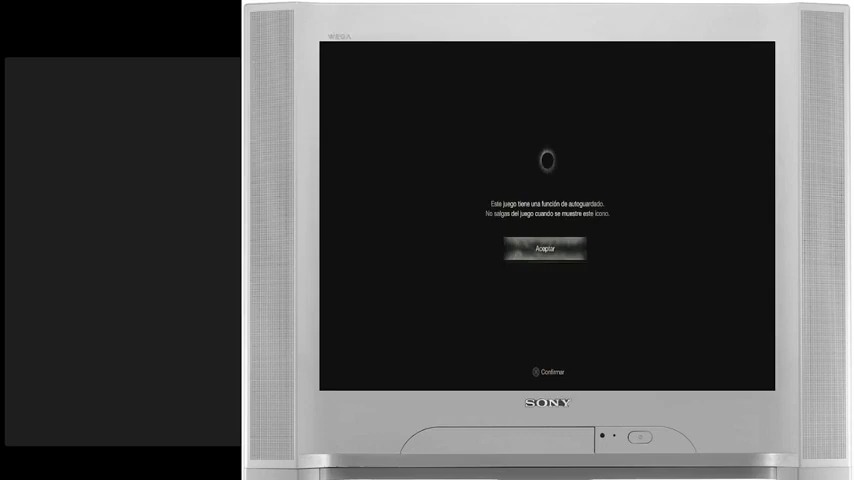 WEGA
Este juego tiene una función de autoguardado.
No salgas del juego cuando se muestre este icono.
Aceptar
Confirmar
SONY